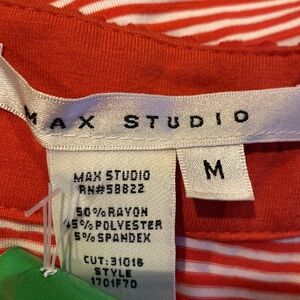 MAX STUDIO
M
MAX STUDIO
RN#58822
50%RAYON
45%POLYESTER
5%SPANDEX
CUT:31016
STYLE
1701F70